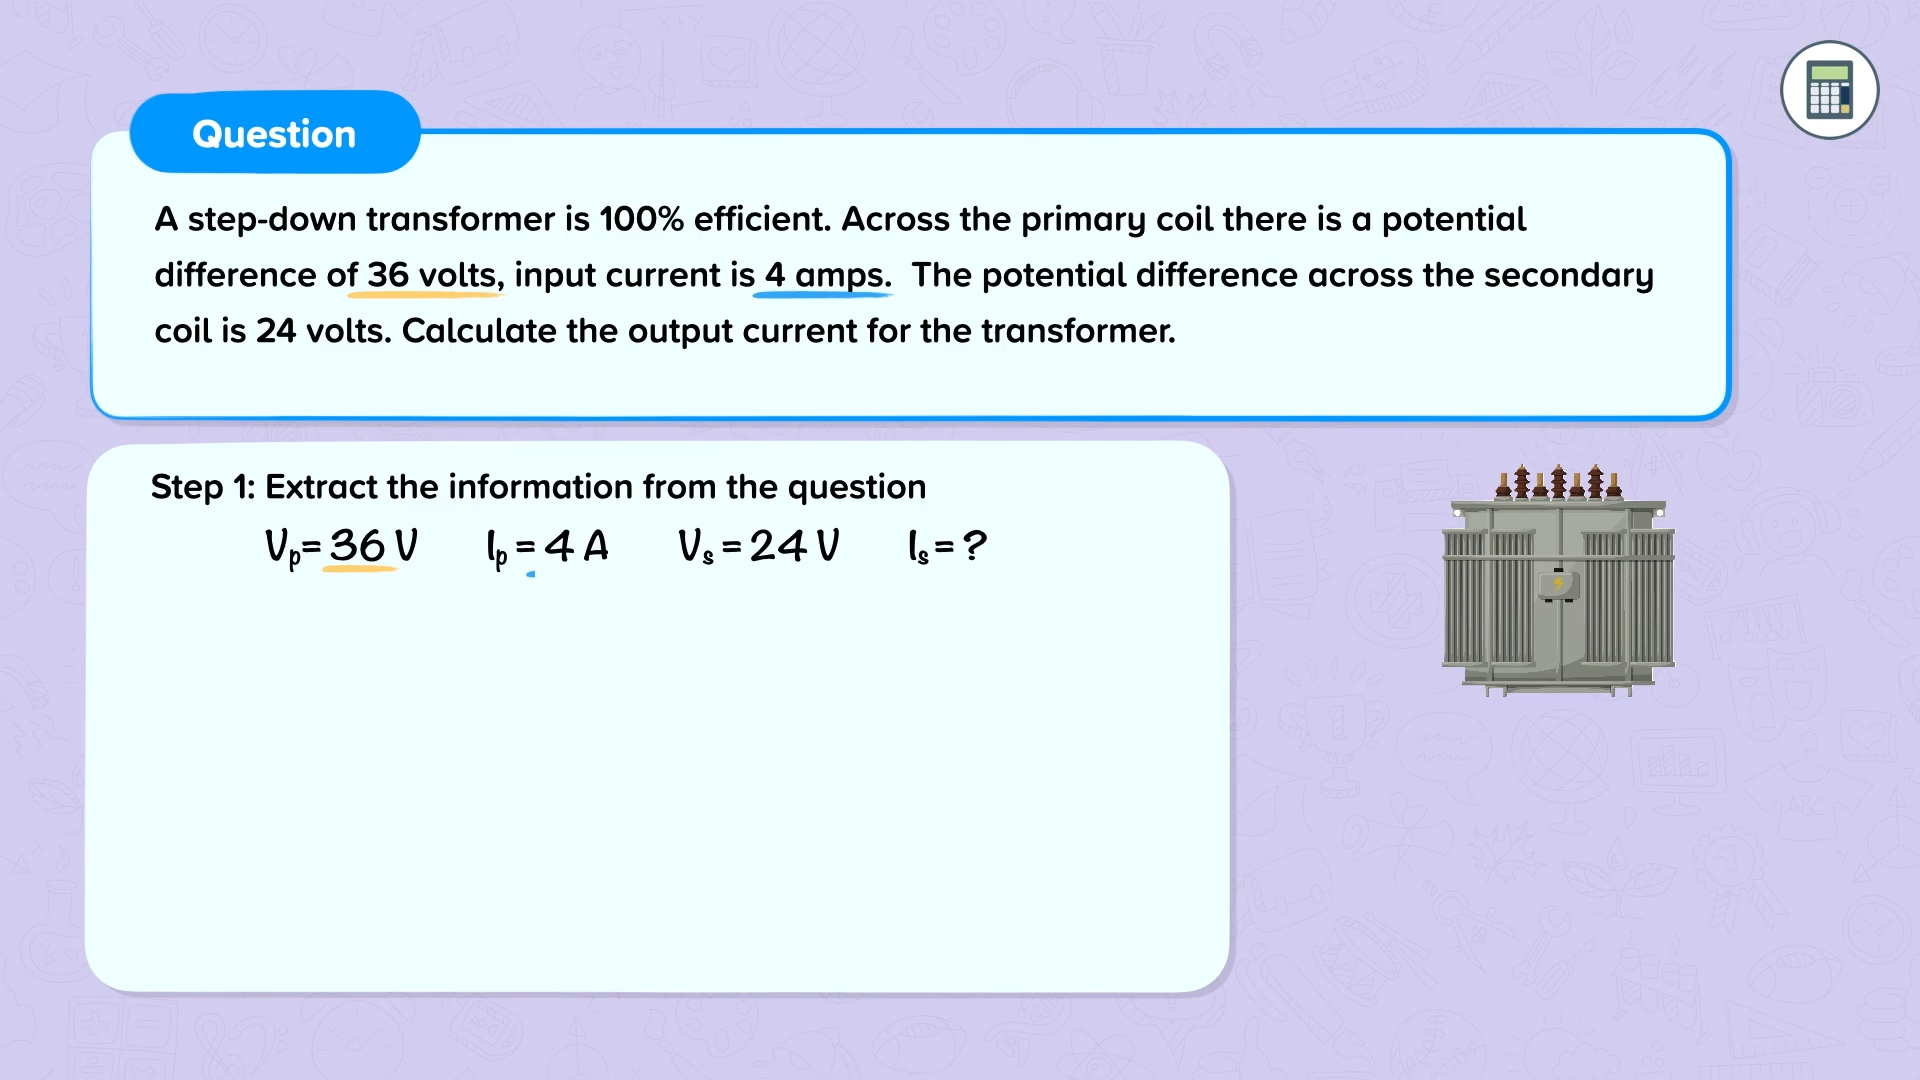 Question
A step-down transformer is 100% efficient. Across the primary coil there is a potential
difference of 36 volts, input current is 4 amps. The potential difference across the secondary
coil is 24 volts. Calculate the output current for the transformer.
Step 1: Extract the information from the question
Vp= 36 V Ip = 4 A Vs = 24 V Is = ?